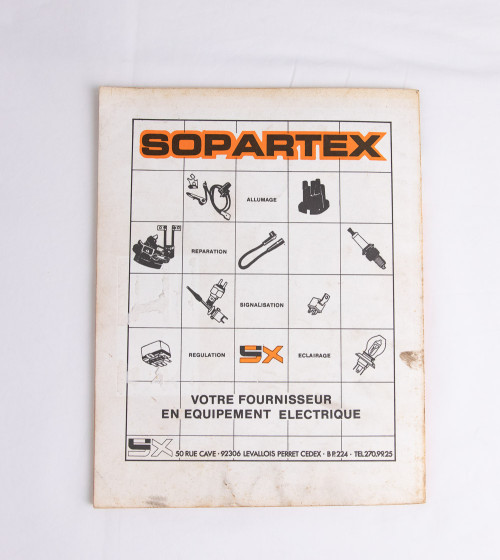 SOPARTEX
ALLUMAGE
REPARATION
SIGNALISATION
REGULATION SX ECLAIRAGE
VOTRE FOURNISSEUR
EN EQUIPEMENT ELECTRIQUE
SX 50 RUE CAVE · 92306 LEVALLOIS PERRET CEDEX · B.P. 224 · TEL. 270.99.25